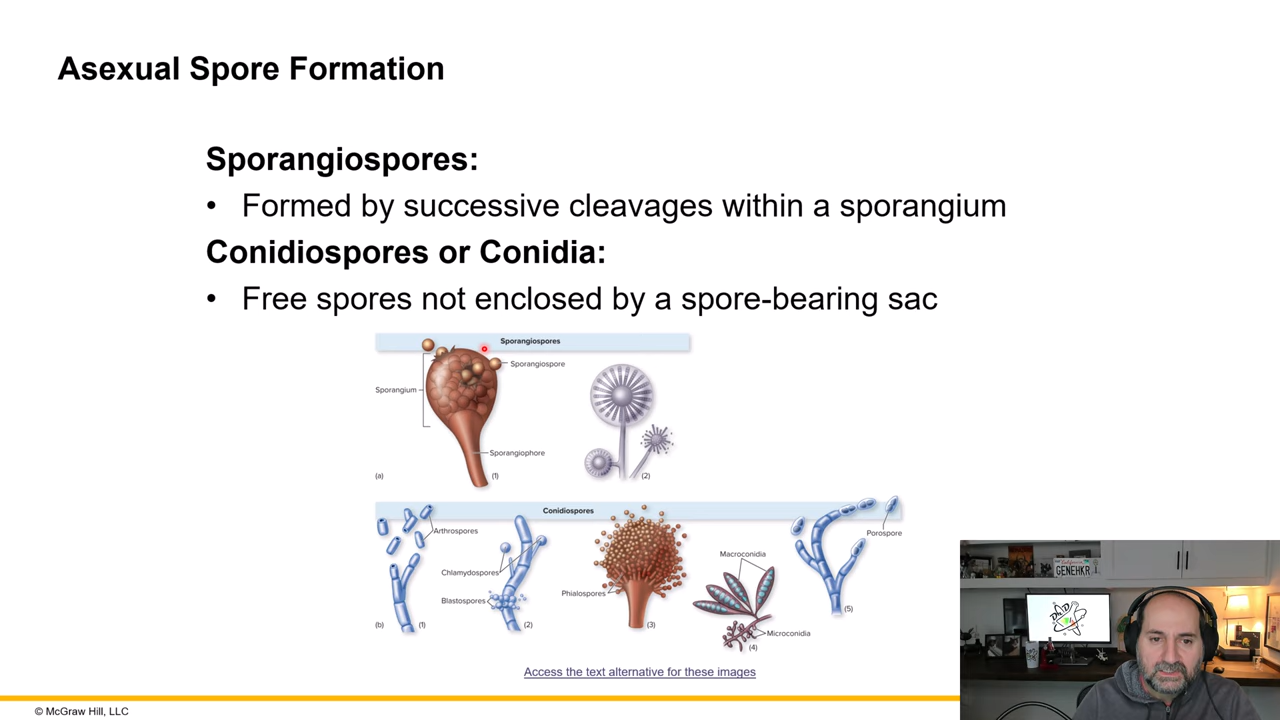 Asexual Spore Formation
Sporangiospores:
• Formed by successive cleavages within a sporangium
Conidiospores or Conidia:
• Free spores not enclosed by a spore-bearing sac
Sporangiospores
Sporangiospore
Sporangium
Sporangiophore
(a)
(1)
(2)
Conidiospores
Arthrospores
Porospore
Macroconidia
Chlamydospores
Phialospores
Blastospores
Microconidia
(b)
(1)
(2)
(3)
(4)
(5)
Access the text alternative for these images
© McGraw Hill, LLC
GENEHKR